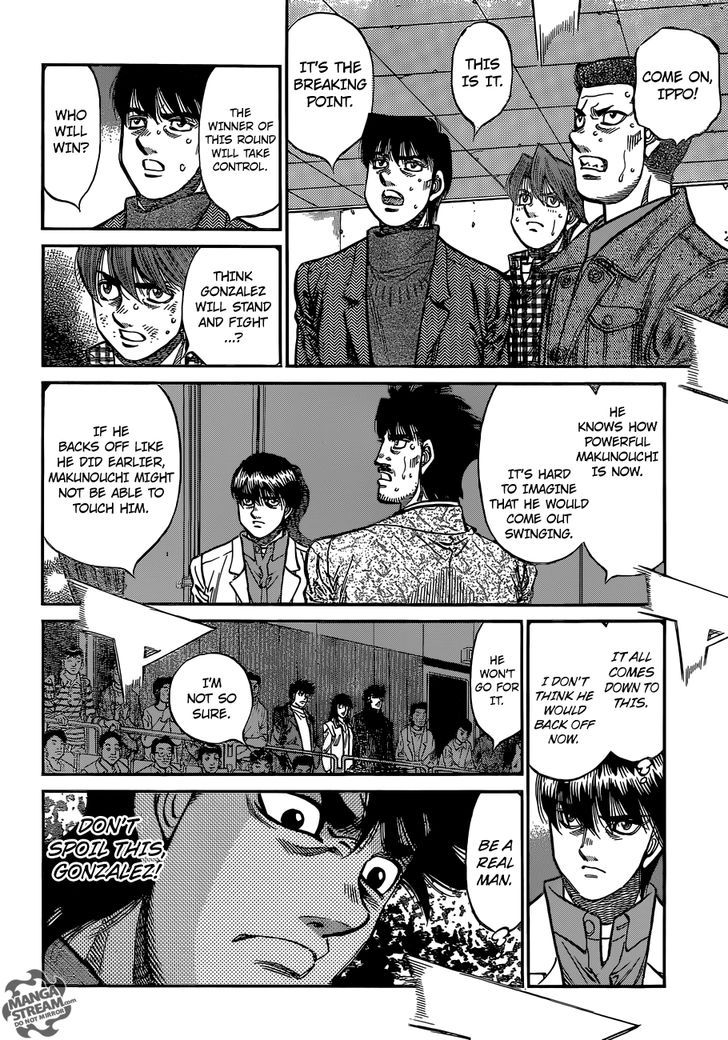 COME ON,
IPPO!
THIS
IS IT.
IT'S THE
BREAKING
POINT.
THE
WINNER OF
THIS ROUND
WILL TAKE
CONTROL.
WHO
WILL
WIN?
THINK
GONZALEZ
WILL STAND
AND FIGHT
...?
HE
KNOWS HOW
POWERFUL
MAKUNOUCHI
IS NOW.
IT'S HARD
TO IMAGINE
THAT HE WOULD
COME OUT
SWINGING.
IF HE
BACKS OFF LIKE
HE DID EARLIER,
MAKUNOUCHI MIGHT
NOT BE ABLE TO
TOUCH HIM.
IT ALL
COMES
DOWN TO
THIS.
I DON'T
THINK HE
WOULD
BACK OFF
NOW.
HE
WON'T
GO FOR
IT.
I'M
NOT SO
SURE.
BE A
REAL
MAN.
DON'T
SPOIL THIS,
GONZALEZ!
MANGA
STREAM.com
DO NOT MIRROR